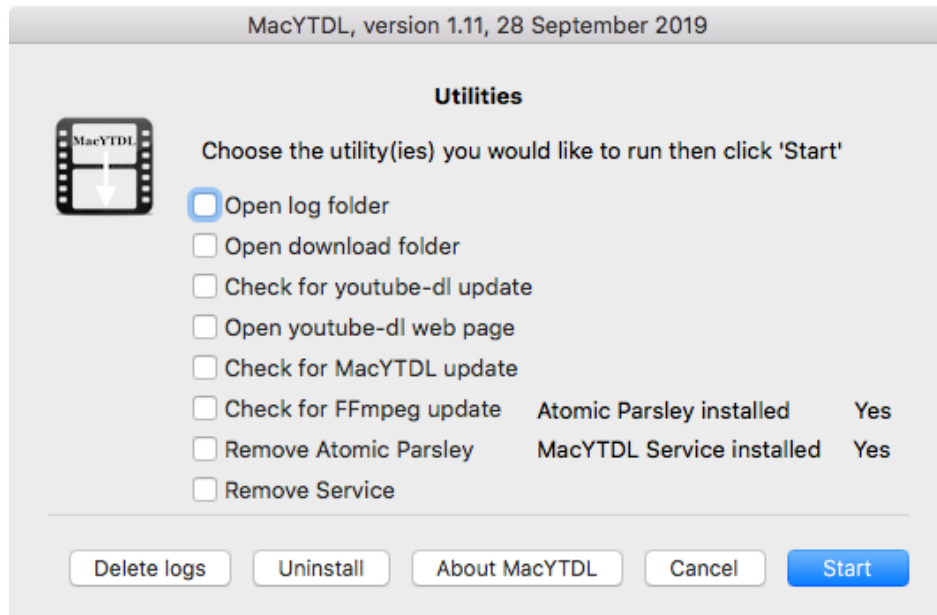 MacYTDL, version 1.11, 28 September 2019
Utilities
MacYTDL
Choose the utility(ies) you would like to run then click 'Start'
Open log folder
Open download folder
Check for youtube-dl update
Open youtube-dl web page
Check for MacYTDL update
Check for FFmpeg update Atomic Parsley installed Yes
Remove Atomic Parsley MacYTDL Service installed Yes
Remove Service
Delete logs Uninstall About MacYTDL Cancel Start